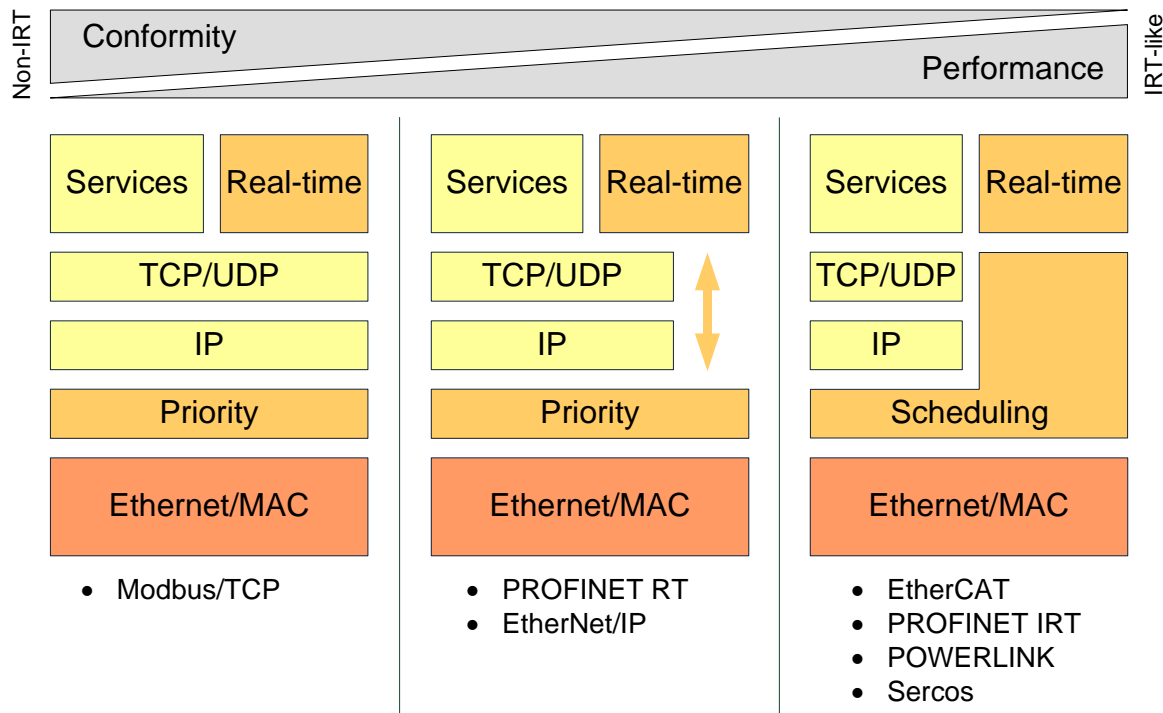 Non-IRT
Conformity
Performance
IRT-like
Services
Real-time
TCP/UDP
IP
Priority
Ethernet/MAC
• Modbus/TCP
Services
Real-time
TCP/UDP
IP
Priority
Ethernet/MAC
• PROFINET RT
• EtherNet/IP
Services
Real-time
TCP/UDP
IP
Scheduling
Ethernet/MAC
• EtherCAT
• PROFINET IRT
• POWERLINK
• Sercos